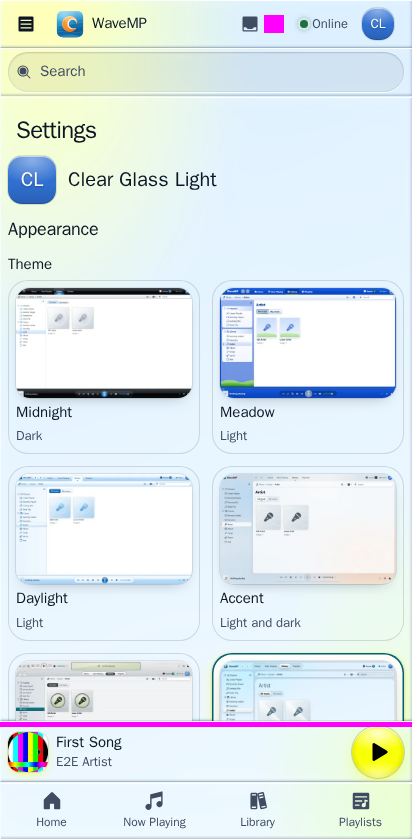 WaveMP
Online
CL
Search
Settings
CL
Clear Glass Light
Appearance
Theme
Midnight
Dark
Meadow
Light
Daylight
Light
Accent
Light and dark
First Song
E2E Artist
Home
Now Playing
Library
Playlists